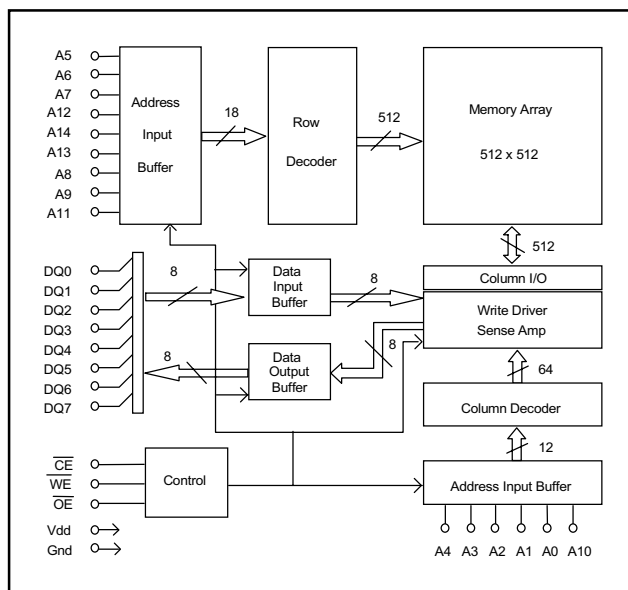 A5
A6
A7
A12
A14
A13
A8
A9
A11
Address
Input
Buffer
18
Row
Decoder
512
Memory Array
512 x 512
512
DQ0
DQ1
DQ2
DQ3
DQ4
DQ5
DQ6
DQ7
8
Data
Input
Buffer
8
Column I/O
Write Driver
Sense Amp
8
Data
Output
Buffer
8
64
Column Decoder
12
CE
WE
OE
Control
Address Input Buffer
Vdd
Gnd
A4 A3 A2 A1 A0 A10